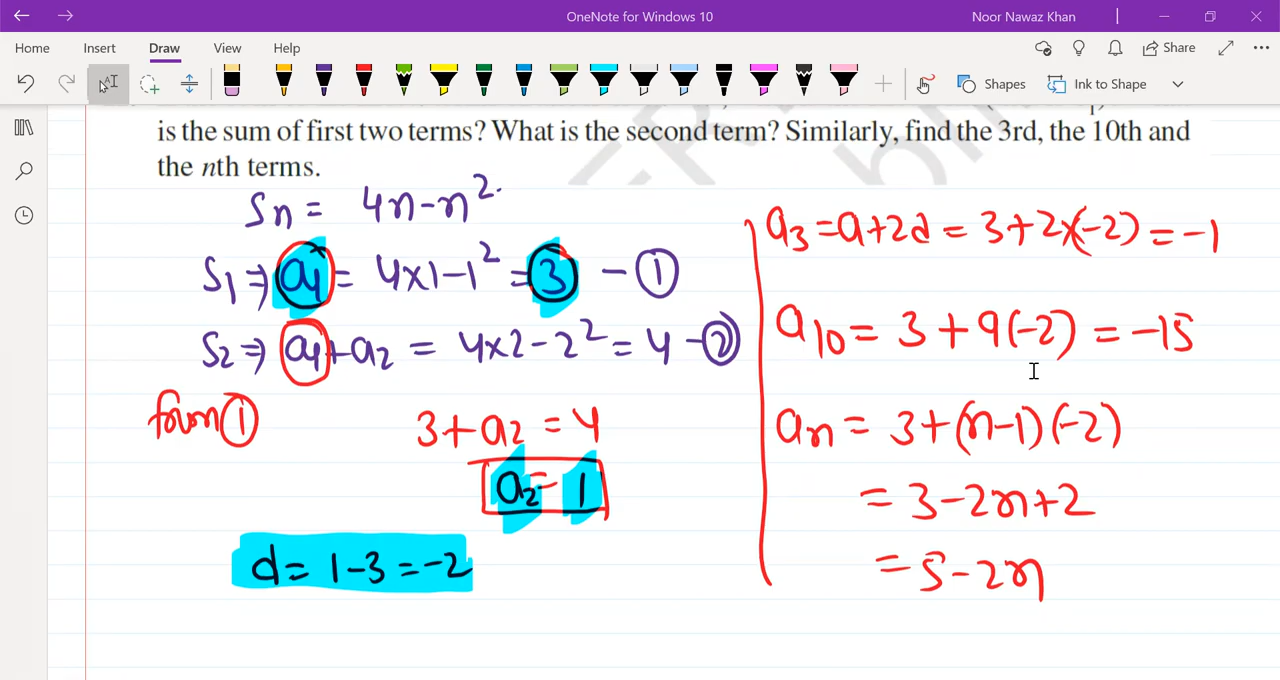 OneNote for Windows 10
Noor Nawaz Khan
Home Insert Draw View Help
Share
Shapes
Ink to Shape
is the sum of first two terms? What is the second term? Similarly, find the 3rd, the 10th and
the nth terms.
Sn = 4n-n²
S₁ ⇒ a₁ = 4×1-1² = 3 - ①
S₂ ⇒ a₁+a₂ = 4×2-2² = 4 - ②
from ①
3+a₂ = 4
a₂ = 1
d = 1-3 = -2
a₃ = a+2d = 3+2×(-2) = -1
a₁₀ = 3+9(-2) = -15
an = 3+(n-1)(-2)
= 3-2n+2
= 5-2n